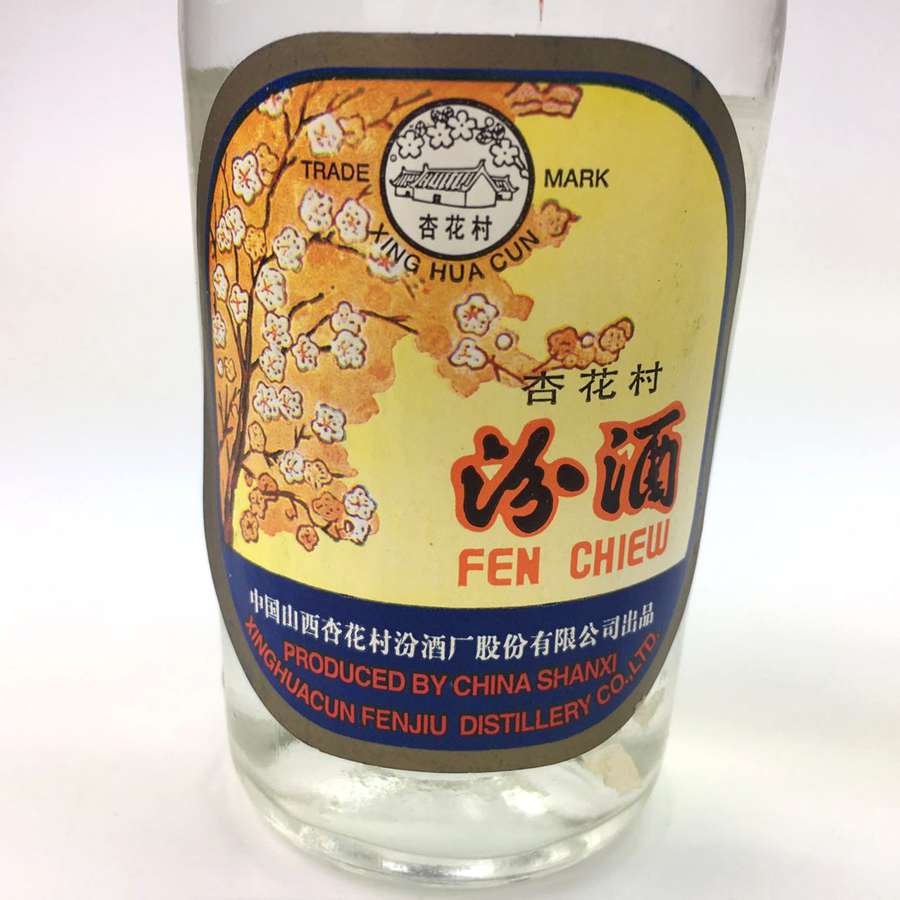 TRADE MARK
杏花村
XING HUA CUN
杏花村
汾酒
FEN CHIEW
中国山西杏花村汾酒厂股份有限公司出品
PRODUCED BY CHINA SHANXI
XINGHUACUN FENJIU DISTILLERY CO.,LTD.